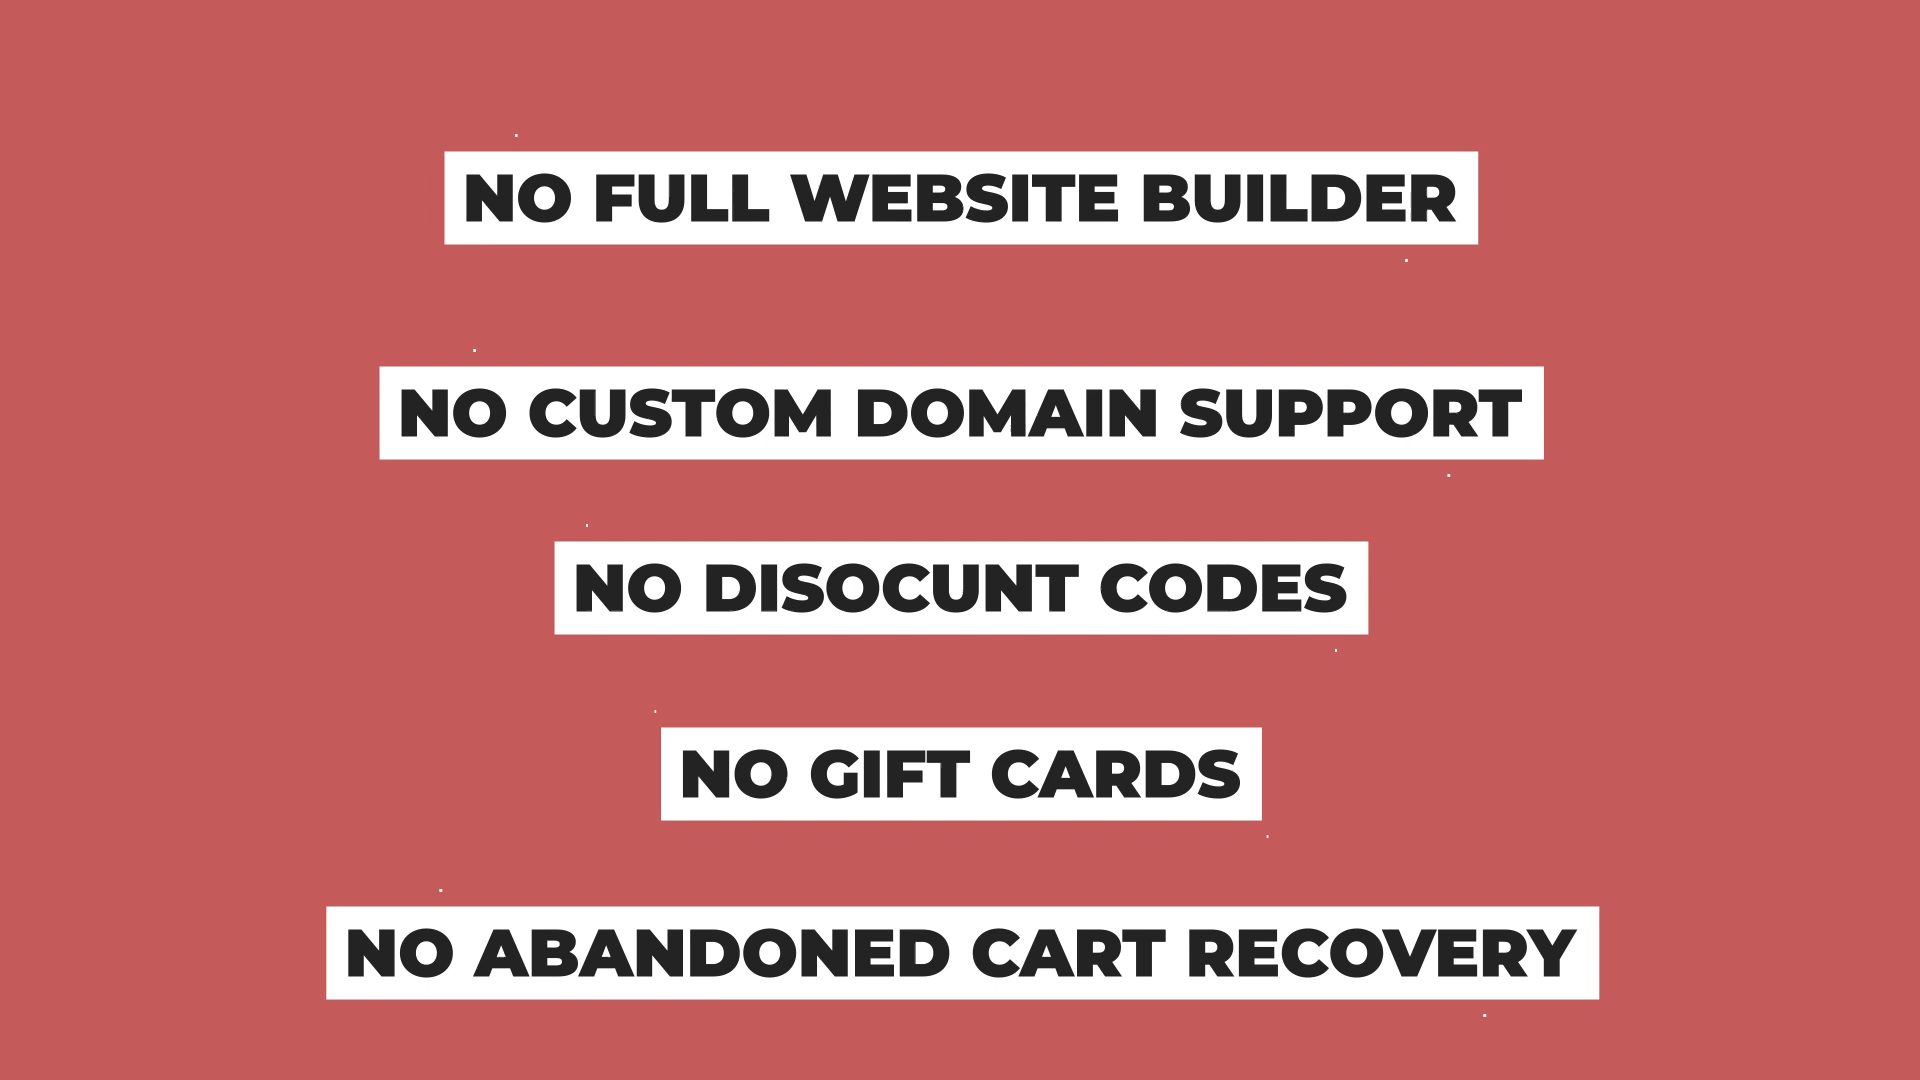 NO FULL WEBSITE BUILDER
NO CUSTOM DOMAIN SUPPORT
NO DISOCUNT CODES
NO GIFT CARDS
NO ABANDONED CART RECOVERY